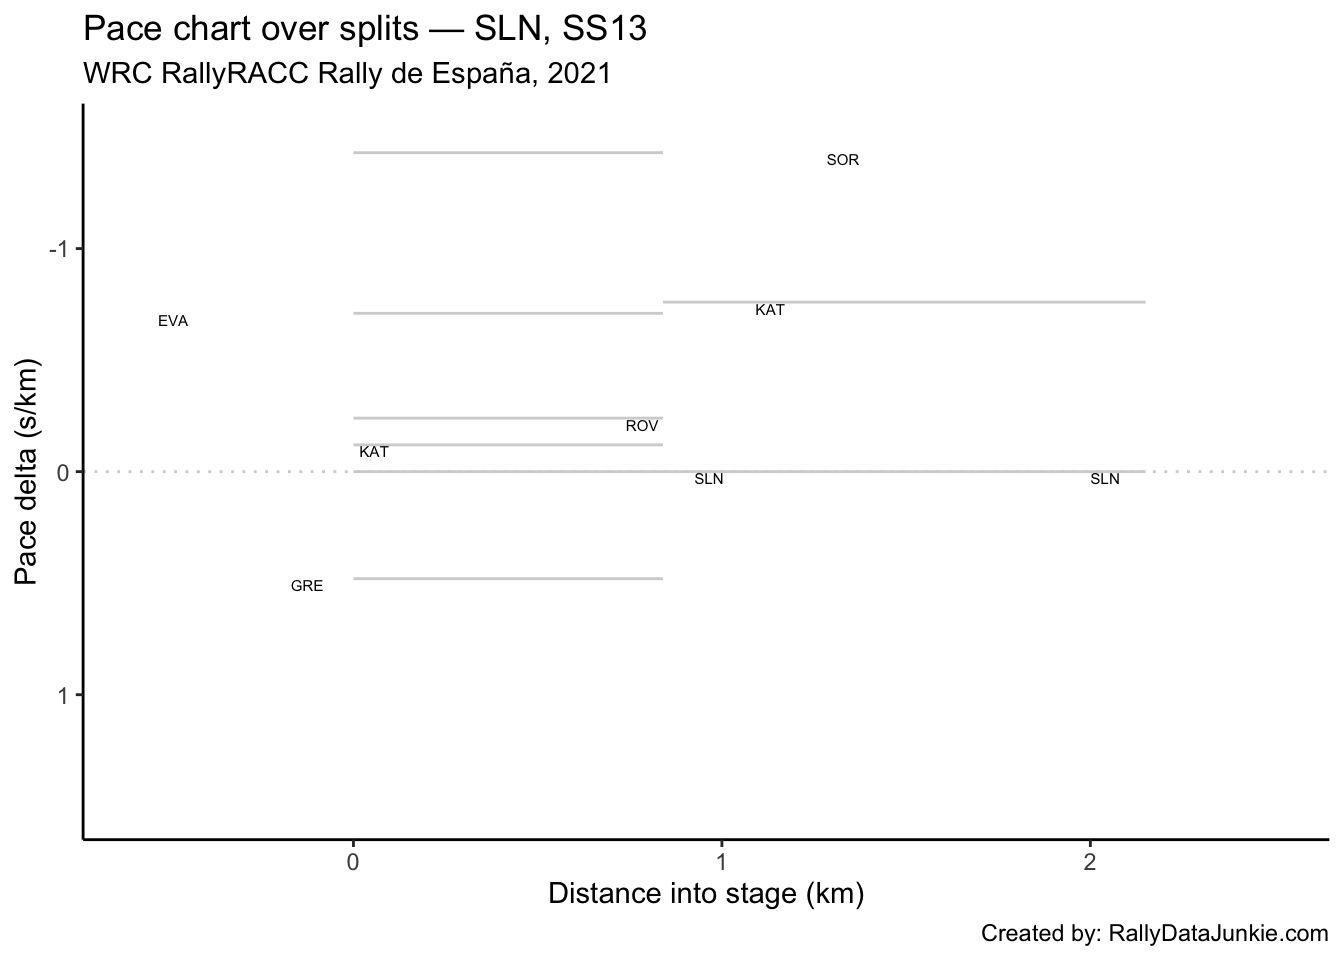 Pace chart over splits — SLN, SS13
WRC RallyRACC Rally de España, 2021
SOR
-1
KAT
EVA
ROV
KAT
0
SLN
SLN
GRE
1
Pace delta (s/km)
0
1
2
Distance into stage (km)
Created by: RallyDataJunkie.com